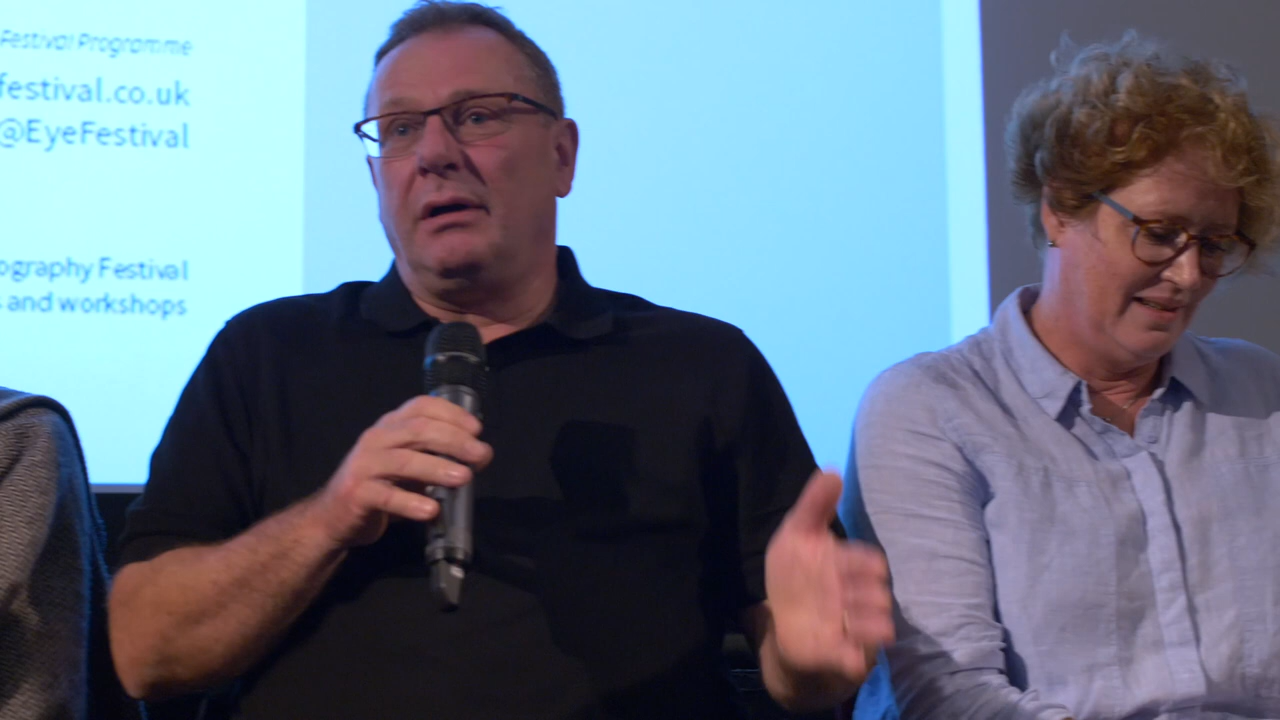 Festival Programme
festival.co.uk
@EyeFestival
ography Festival
s and workshops